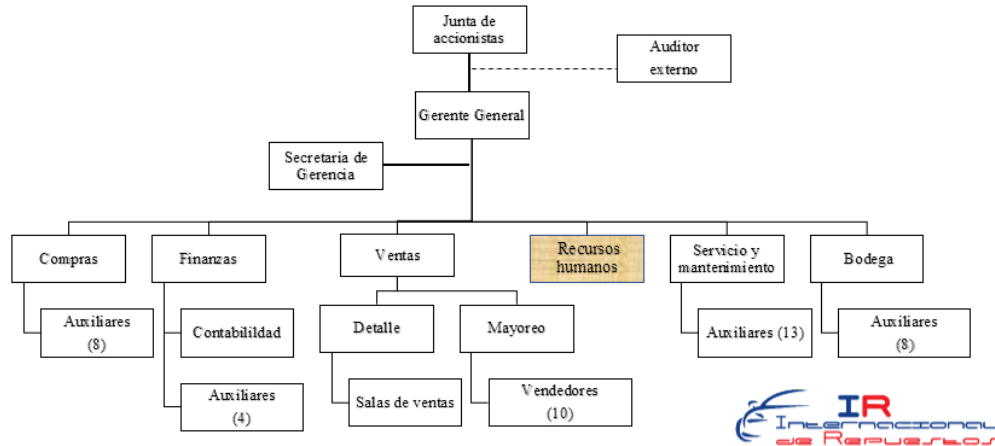 Junta de
accionistas
Auditor
externo
Gerente General
Secretaria de
Gerencia
Compras
Finanzas
Ventas
Recursos
humanos
Servicio y
mantenimiento
Bodega
Auxiliares
(8)
Contabilildad
Detalle
Mayoreo
Auxiliares (13)
Auxiliares
(8)
Auxiliares
(4)
Salas de ventas
Vendedores
(10)
IR
Internacional
de Repuestos